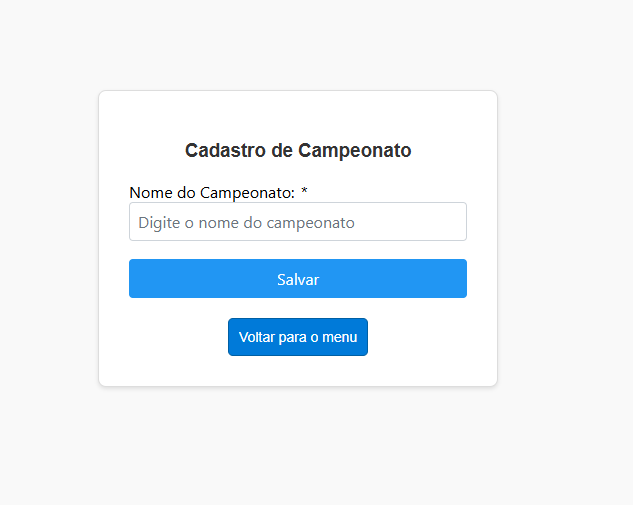 Cadastro de Campeonato
Nome do Campeonato: *
Digite o nome do campeonato
Salvar
Voltar para o menu